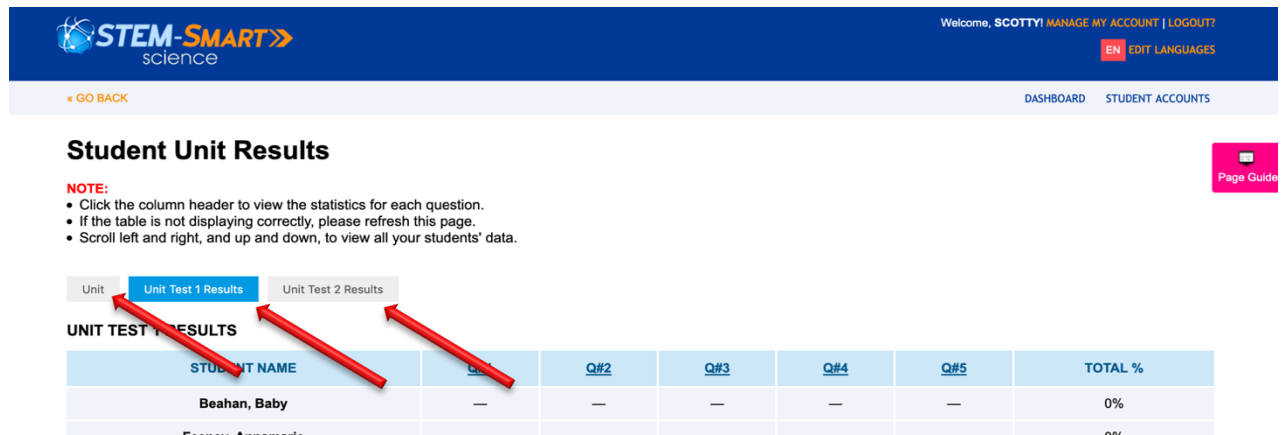 STEM-SMART
science
Welcome, SCOTTY! MANAGE MY ACCOUNT | LOGOUT?
EN EDIT LANGUAGES
« GO BACK
DASHBOARD STUDENT ACCOUNTS
Student Unit Results
Page Guide
NOTE:
• Click the column header to view the statistics for each question.
• If the table is not displaying correctly, please refresh this page.
• Scroll left and right, and up and down, to view all your students' data.
Unit Unit Test 1 Results Unit Test 2 Results
UNIT TEST 1 RESULTS
STUDENT NAME Q#1 Q#2 Q#3 Q#4 Q#5 TOTAL %
Beahan, Baby — — — — — 0%